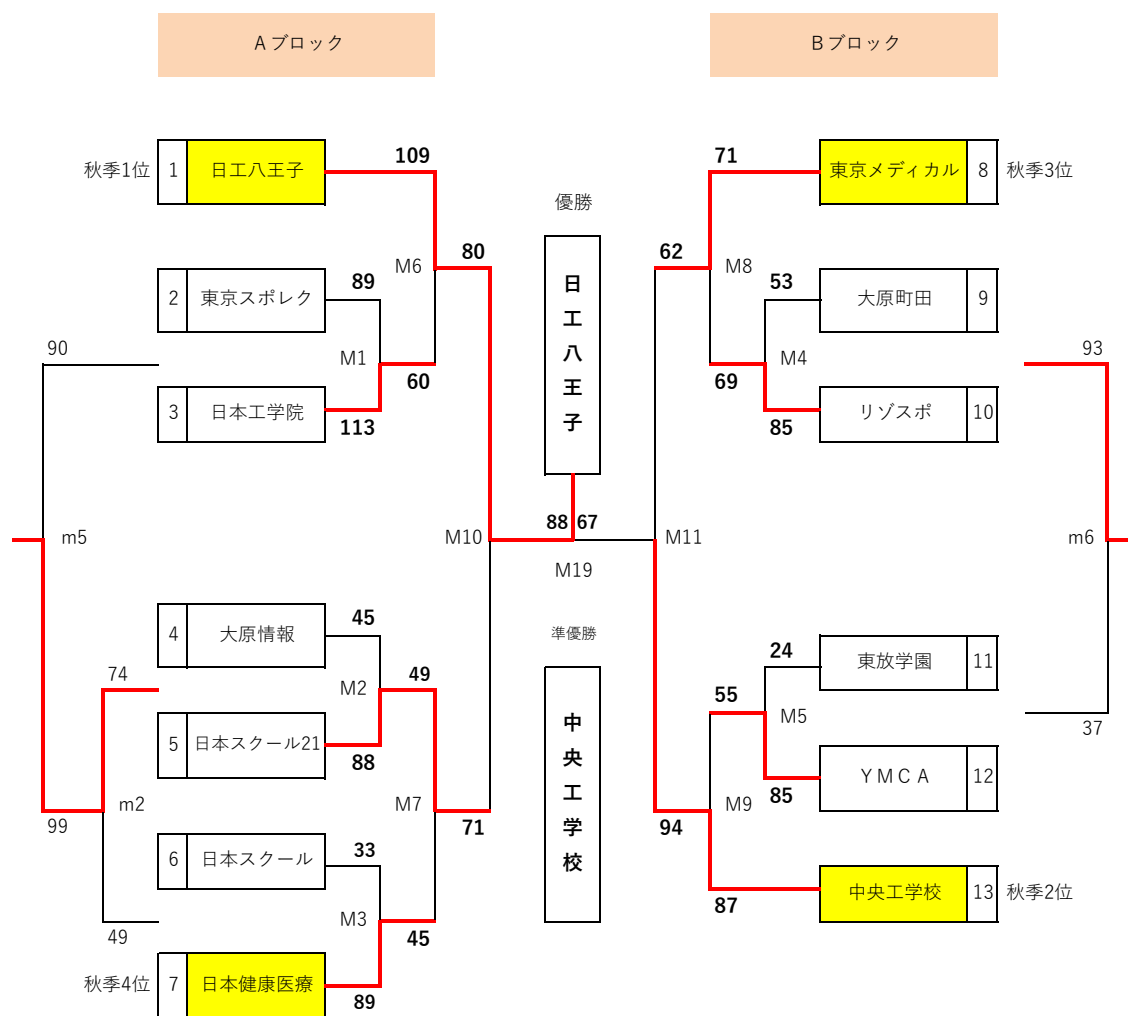 Aブロック
Bブロック
秋季1位
1
日工八王子
109
71
東京メディカル
8
秋季3位
優勝
80
62
M6
M8
2
東京スポレク
89
53
大原町田
9
日工八王子
90
93
M1
M4
60
69
3
日本工学院
113
85
リゾスポ
10
88
67
m5
M10
M11
m6
M19
準優勝
4
大原情報
45
24
東放学園
11
74
49
55
M2
M5
中央工学校
5
日本スクール21
88
37
85
YMCA
12
m2
M7
M9
99
71
94
6
日本スクール
33
87
中央工学校
13
秋季2位
M3
49
45
秋季4位
7
日本健康医療
89